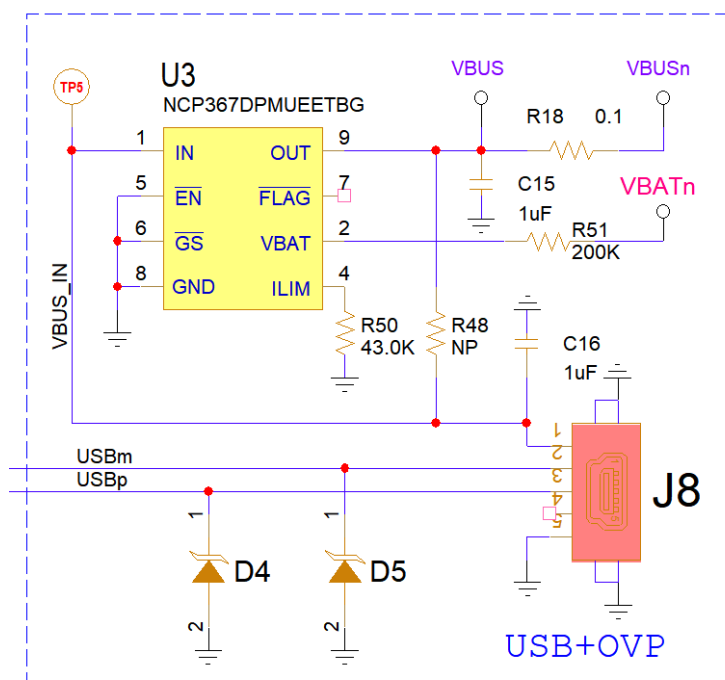 TP5
U3
NCP367DPMUEETBG
VBUS
VBUSn
R18 0.1
1 IN OUT 9
5 EN FLAG 7
6 GS VBAT 2
8 GND ILIM 4
C15
1uF
VBATn
R51
200K
VBUS_IN
R50
43.0K
R48
NP
C16
1uF
1
2
3
4
5
J8
USBm
USBp
1
D4
2
1
D5
2
USB+OVP